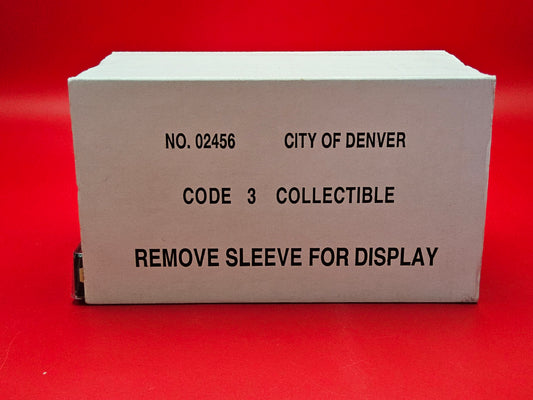 NO. 02456 CITY OF DENVER
CODE 3 COLLECTIBLE
REMOVE SLEEVE FOR DISPLAY